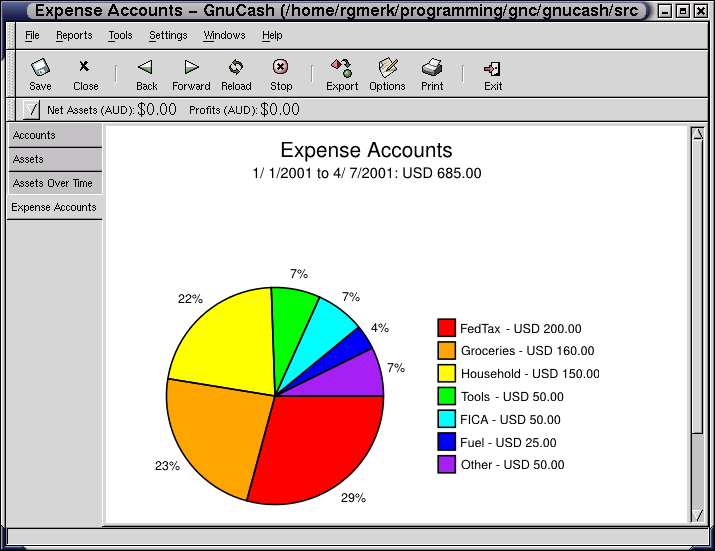 Expense Accounts – GnuCash (/home/rgmerk/programming/gnc/gnucash/src
File Reports Tools Settings Windows Help
Save Close Back Forward Reload Stop Export Options Print Exit
Net Assets (AUD): $0.00 Profits (AUD): $0.00
Accounts
Assets
Assets Over Time
Expense Accounts
Expense Accounts
1/ 1/2001 to 4/ 7/2001: USD 685.00
7%
22%
7%
4%
7%
23%
29%
FedTax - USD 200.00
Groceries - USD 160.00
Household - USD 150.00
Tools - USD 50.00
FICA - USD 50.00
Fuel - USD 25.00
Other - USD 50.00